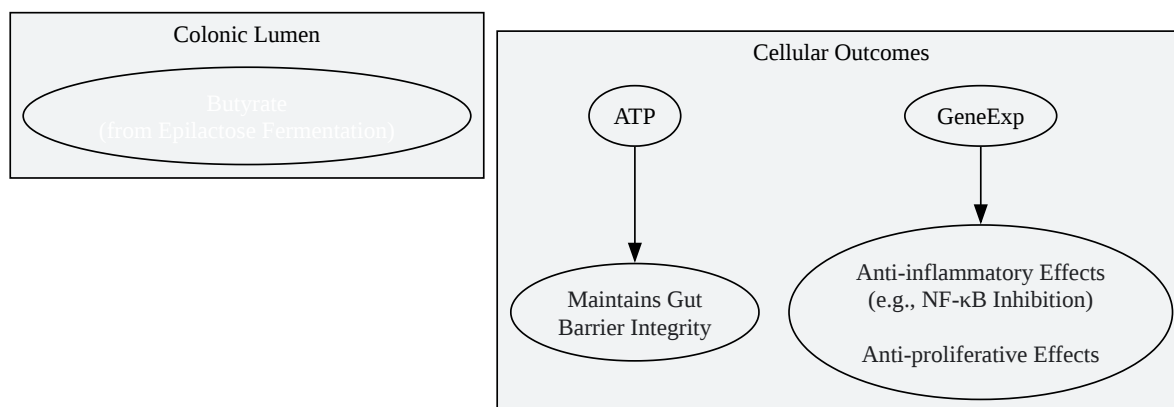 Colonic Lumen
Butyrate
(from Epilactose Fermentation)
Cellular Outcomes
ATP
GeneExp
Maintains Gut
Barrier Integrity
Anti-inflammatory Effects
(e.g., NF-κB Inhibition)
Anti-proliferative Effects